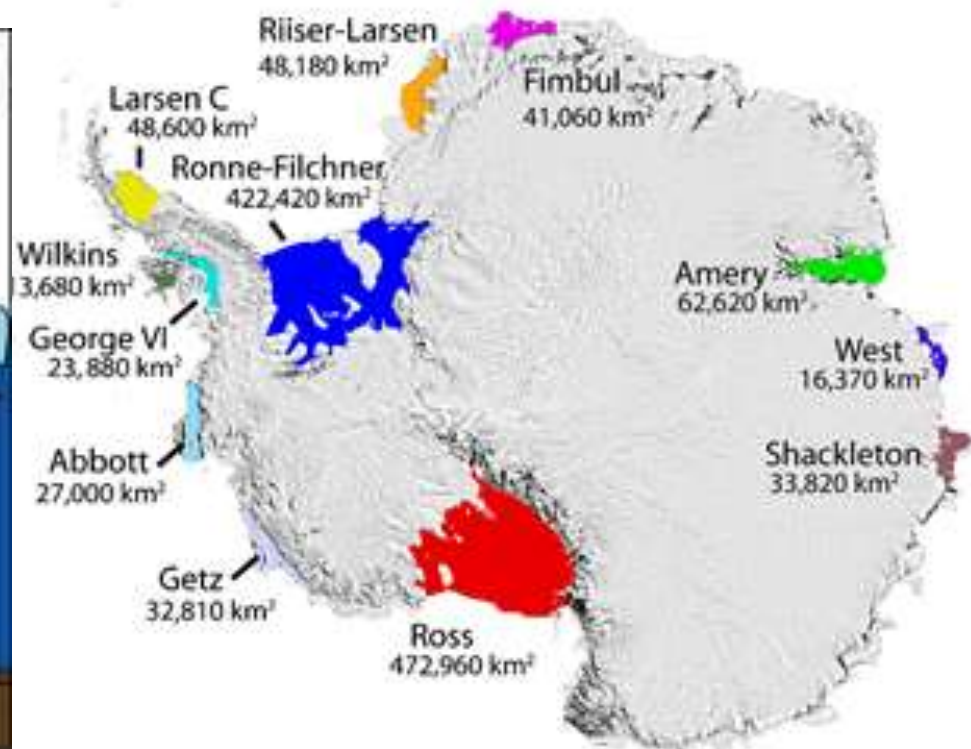 Riiser-Larsen
48,180 km²
Fimbul
41,060 km²
Larsen C
48,600 km²
Ronne-Filchner
422,420 km²
Wilkins
3,680 km²
George VI
23,880 km²
Amery
62,620 km²
West
16,370 km²
Abbott
27,000 km²
Shackleton
33,820 km²
Getz
32,810 km²
Ross
472,960 km²